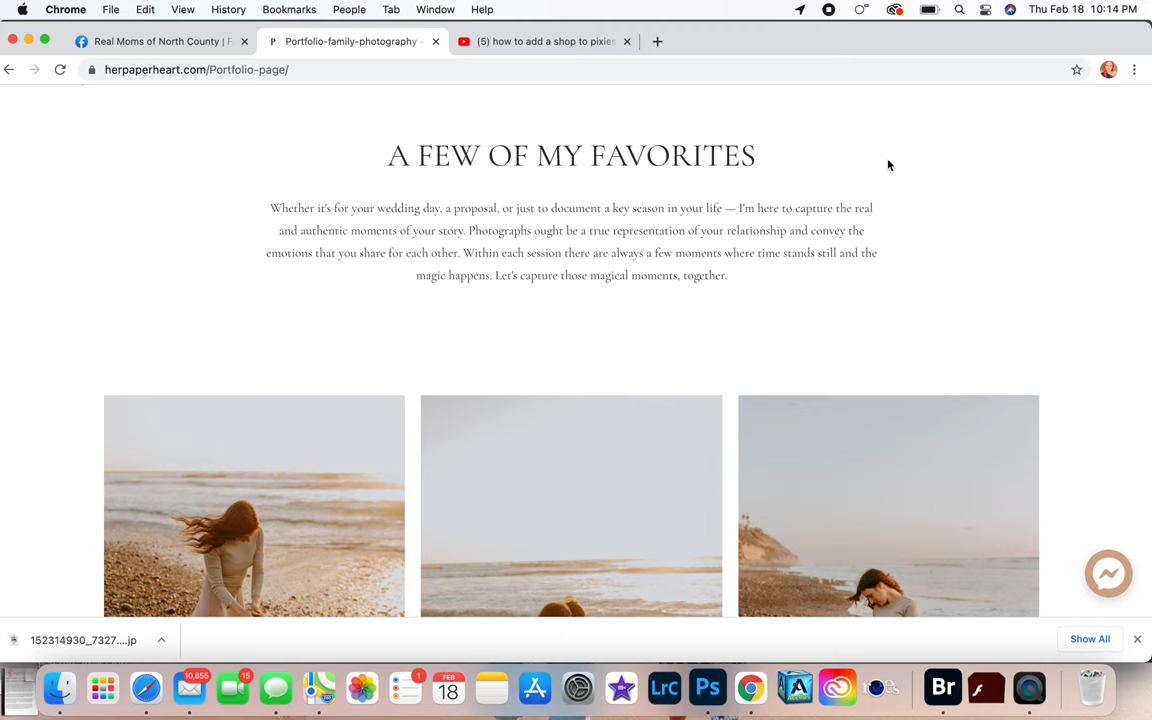 Chrome File Edit View History Bookmarks People Tab Window Help Thu Feb 18 10:14 PM
Real Moms of North County | F
Portfolio-family-photography -
(5) how to add a shop to pixies
herpaperheart.com/Portfolio-page/
A FEW OF MY FAVORITES
Whether it's for your wedding day, a proposal, or just to document a key season in your life — I'm here to capture the real
and authentic moments of your story. Photographs ought be a true representation of your relationship and convey the
emotions that you share for each other. Within each session there are always a few moments where time stands still and the
magic happens. Let's capture those magical moments, together.
152314930_7327....jp
Show All
10,855
15
1
FEB
18
LrC
Ps
Br